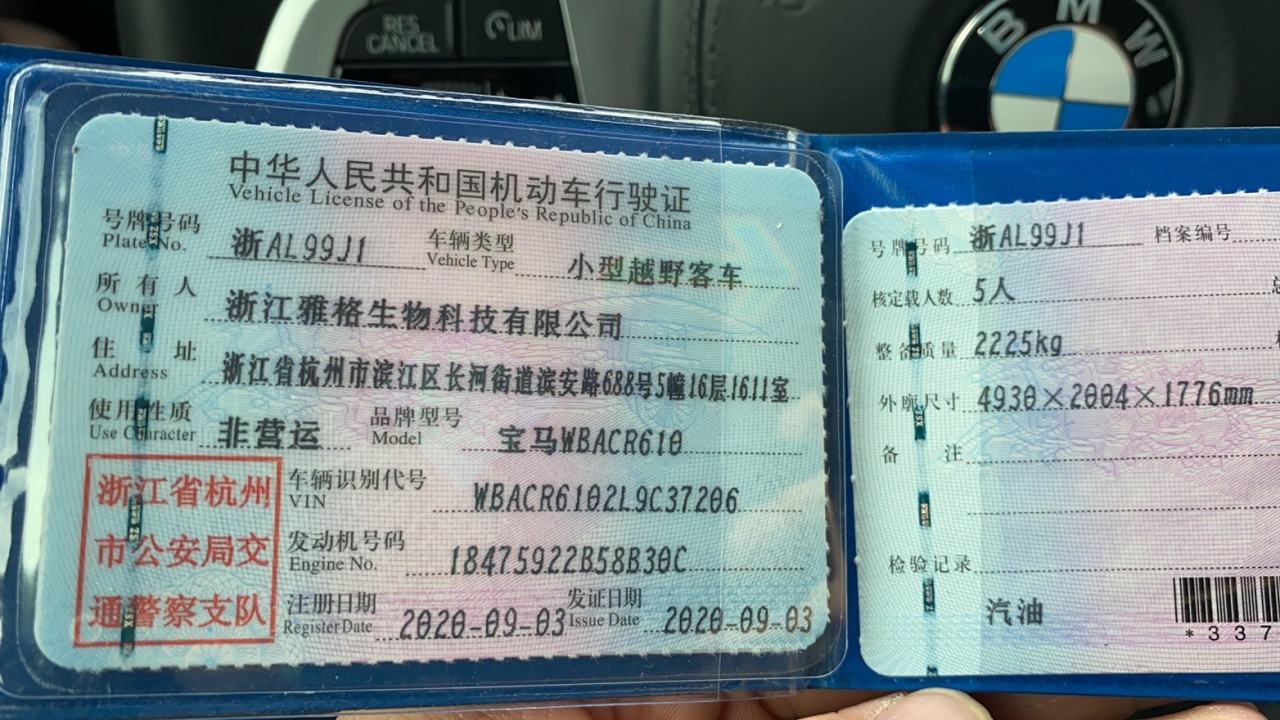 RES
CANCEL
LIM
BMW
中华人民共和国机动车行驶证
Vehicle License of the People's Republic of China
号牌号码 浙AL99J1 车辆类型 小型越野客车
Plate No. Vehicle Type
所有人 浙江雅格生物科技有限公司
Owner
住址 浙江省杭州市滨江区长河街道滨安路688号5幢16层1611室
Address
使用性质 非营运 品牌型号 宝马WBACR610
Use Character Model
浙江省杭州
市公安局交
通警察支队
车辆识别代号 WBACR6102L9C37206
VIN
发动机号码 18475922B58B30C
Engine No.
注册日期 2020-09-03 发证日期 2020-09-03
Register Date Issue Date
号牌号码 浙AL99J1 档案编号
核定载人数 5人
整备质量 2225kg
外廓尺寸 4930×2004×1776mm
备注
检验记录
汽油
*337